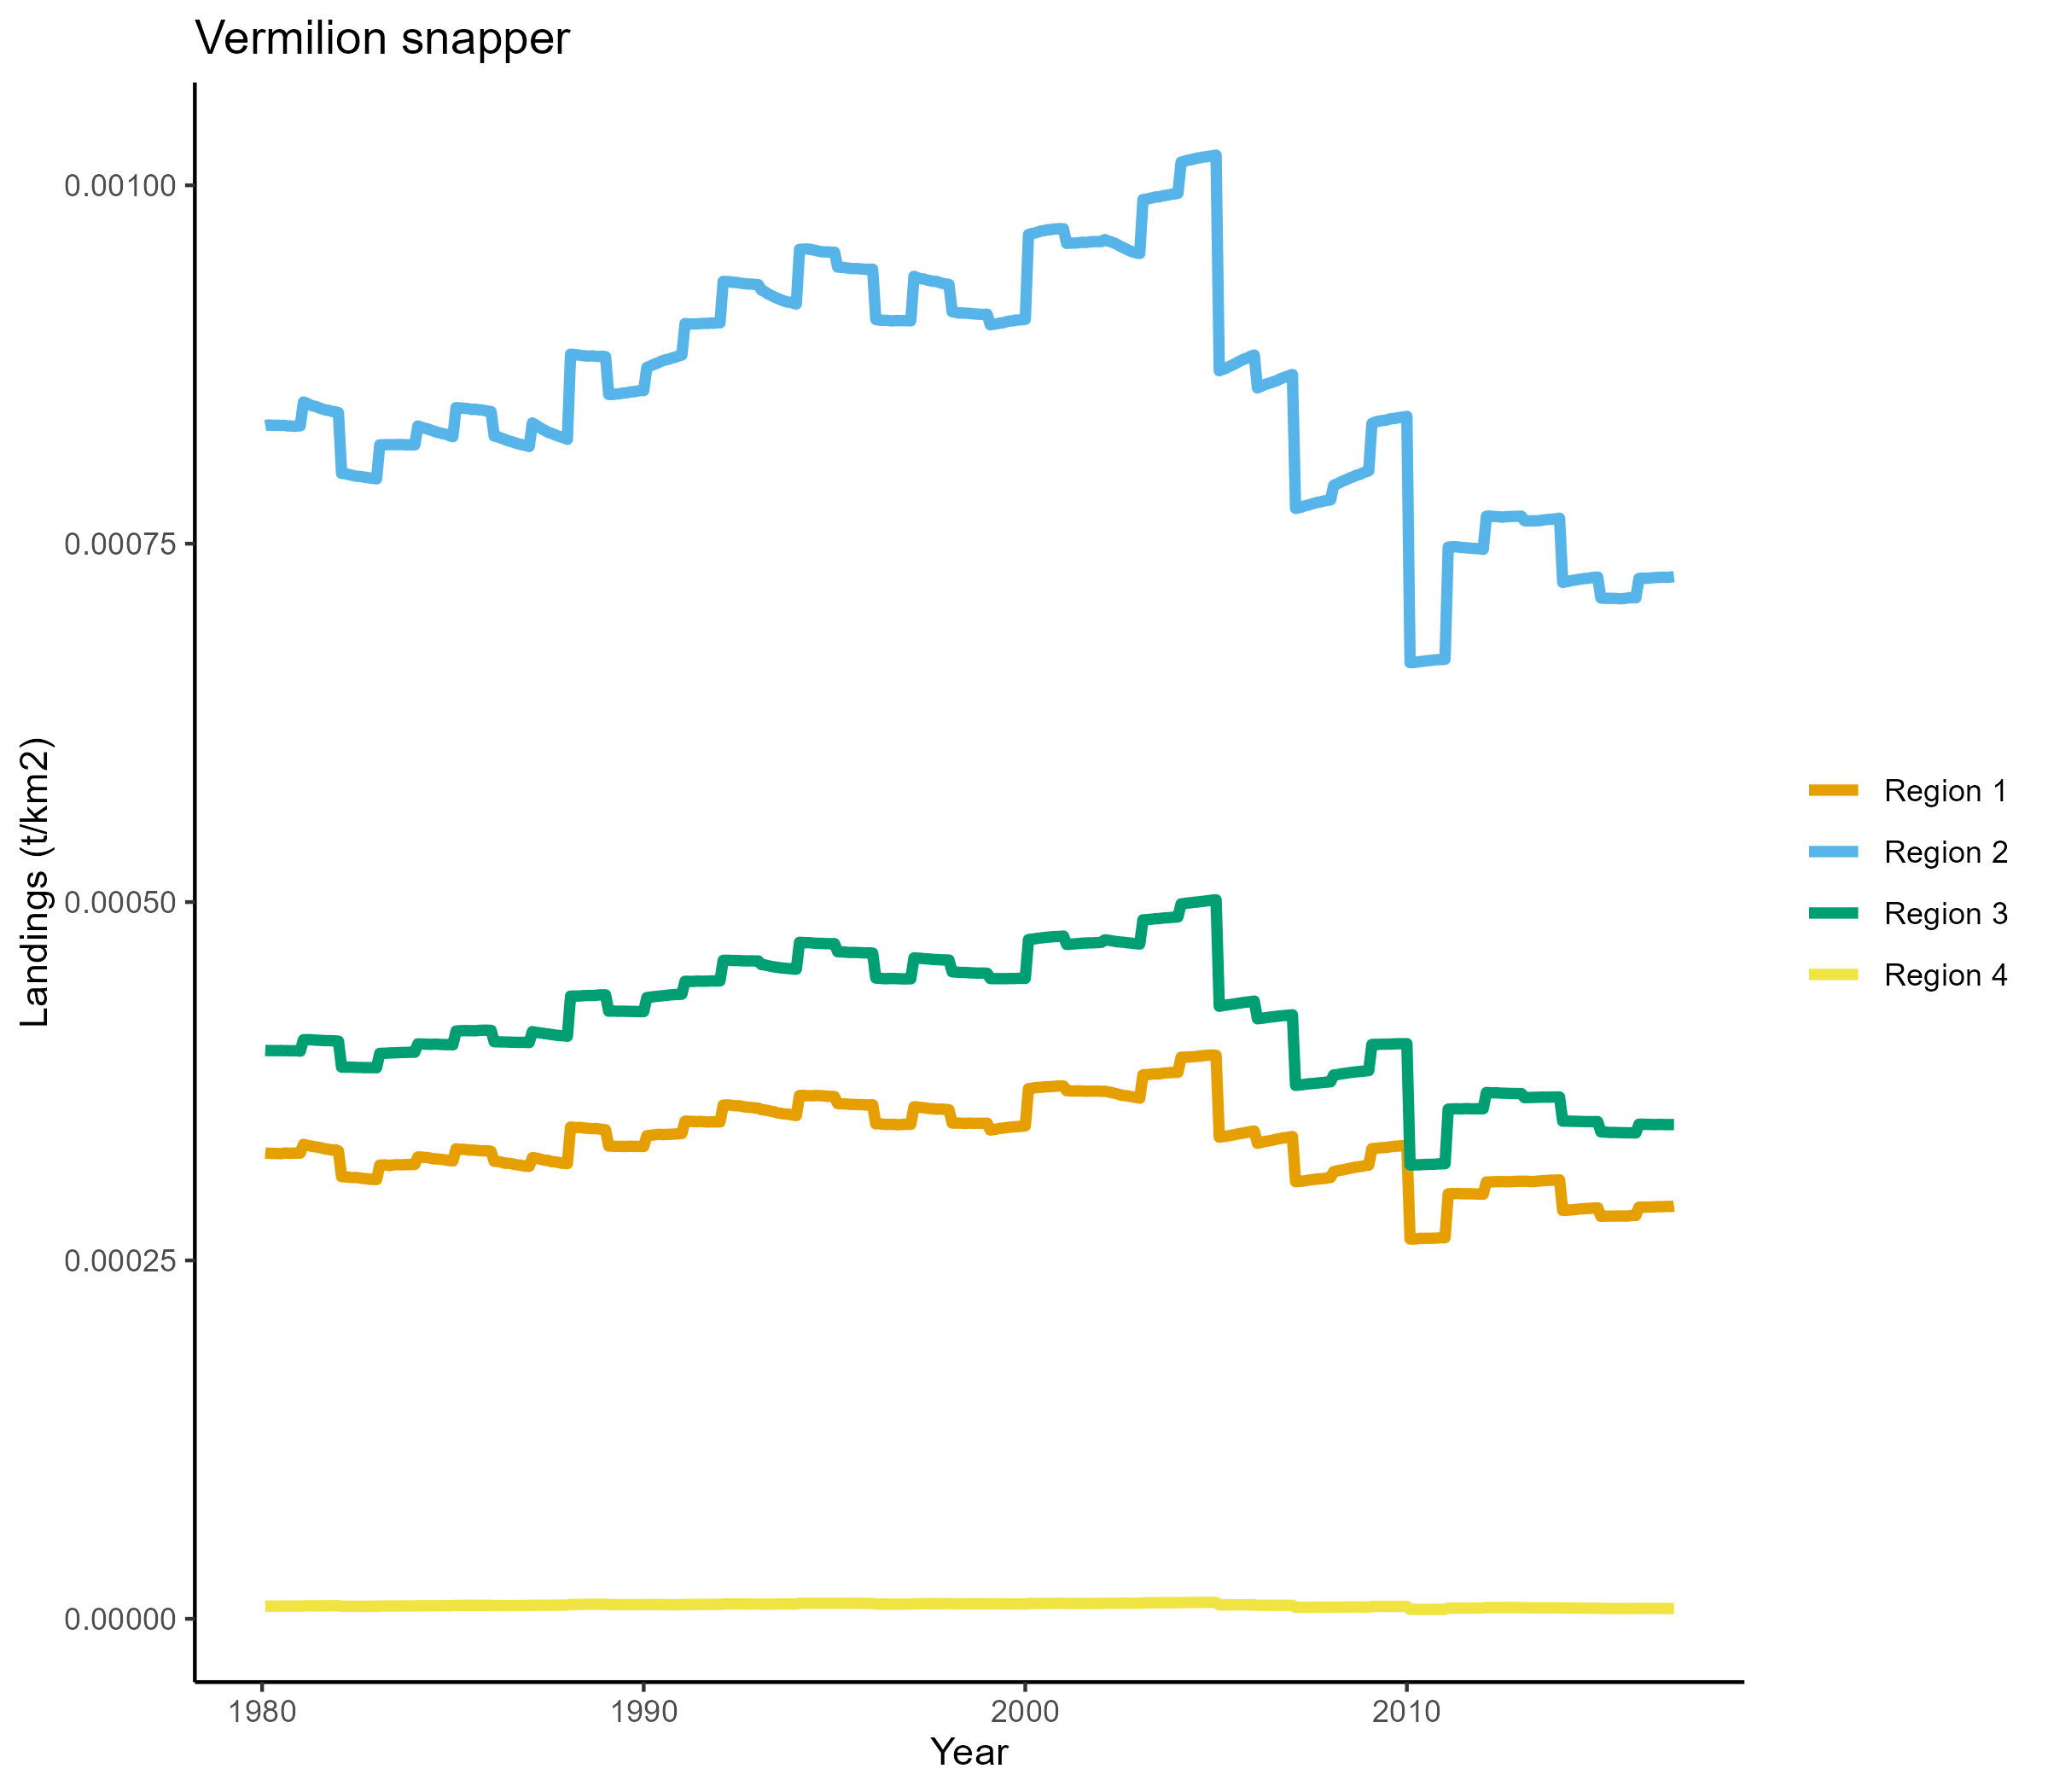 Vermilion snapper
Landings (t/km2)
0.00100
0.00075
0.00050
0.00025
0.00000
1980 1990 2000 2010
Year
Region 1
Region 2
Region 3
Region 4